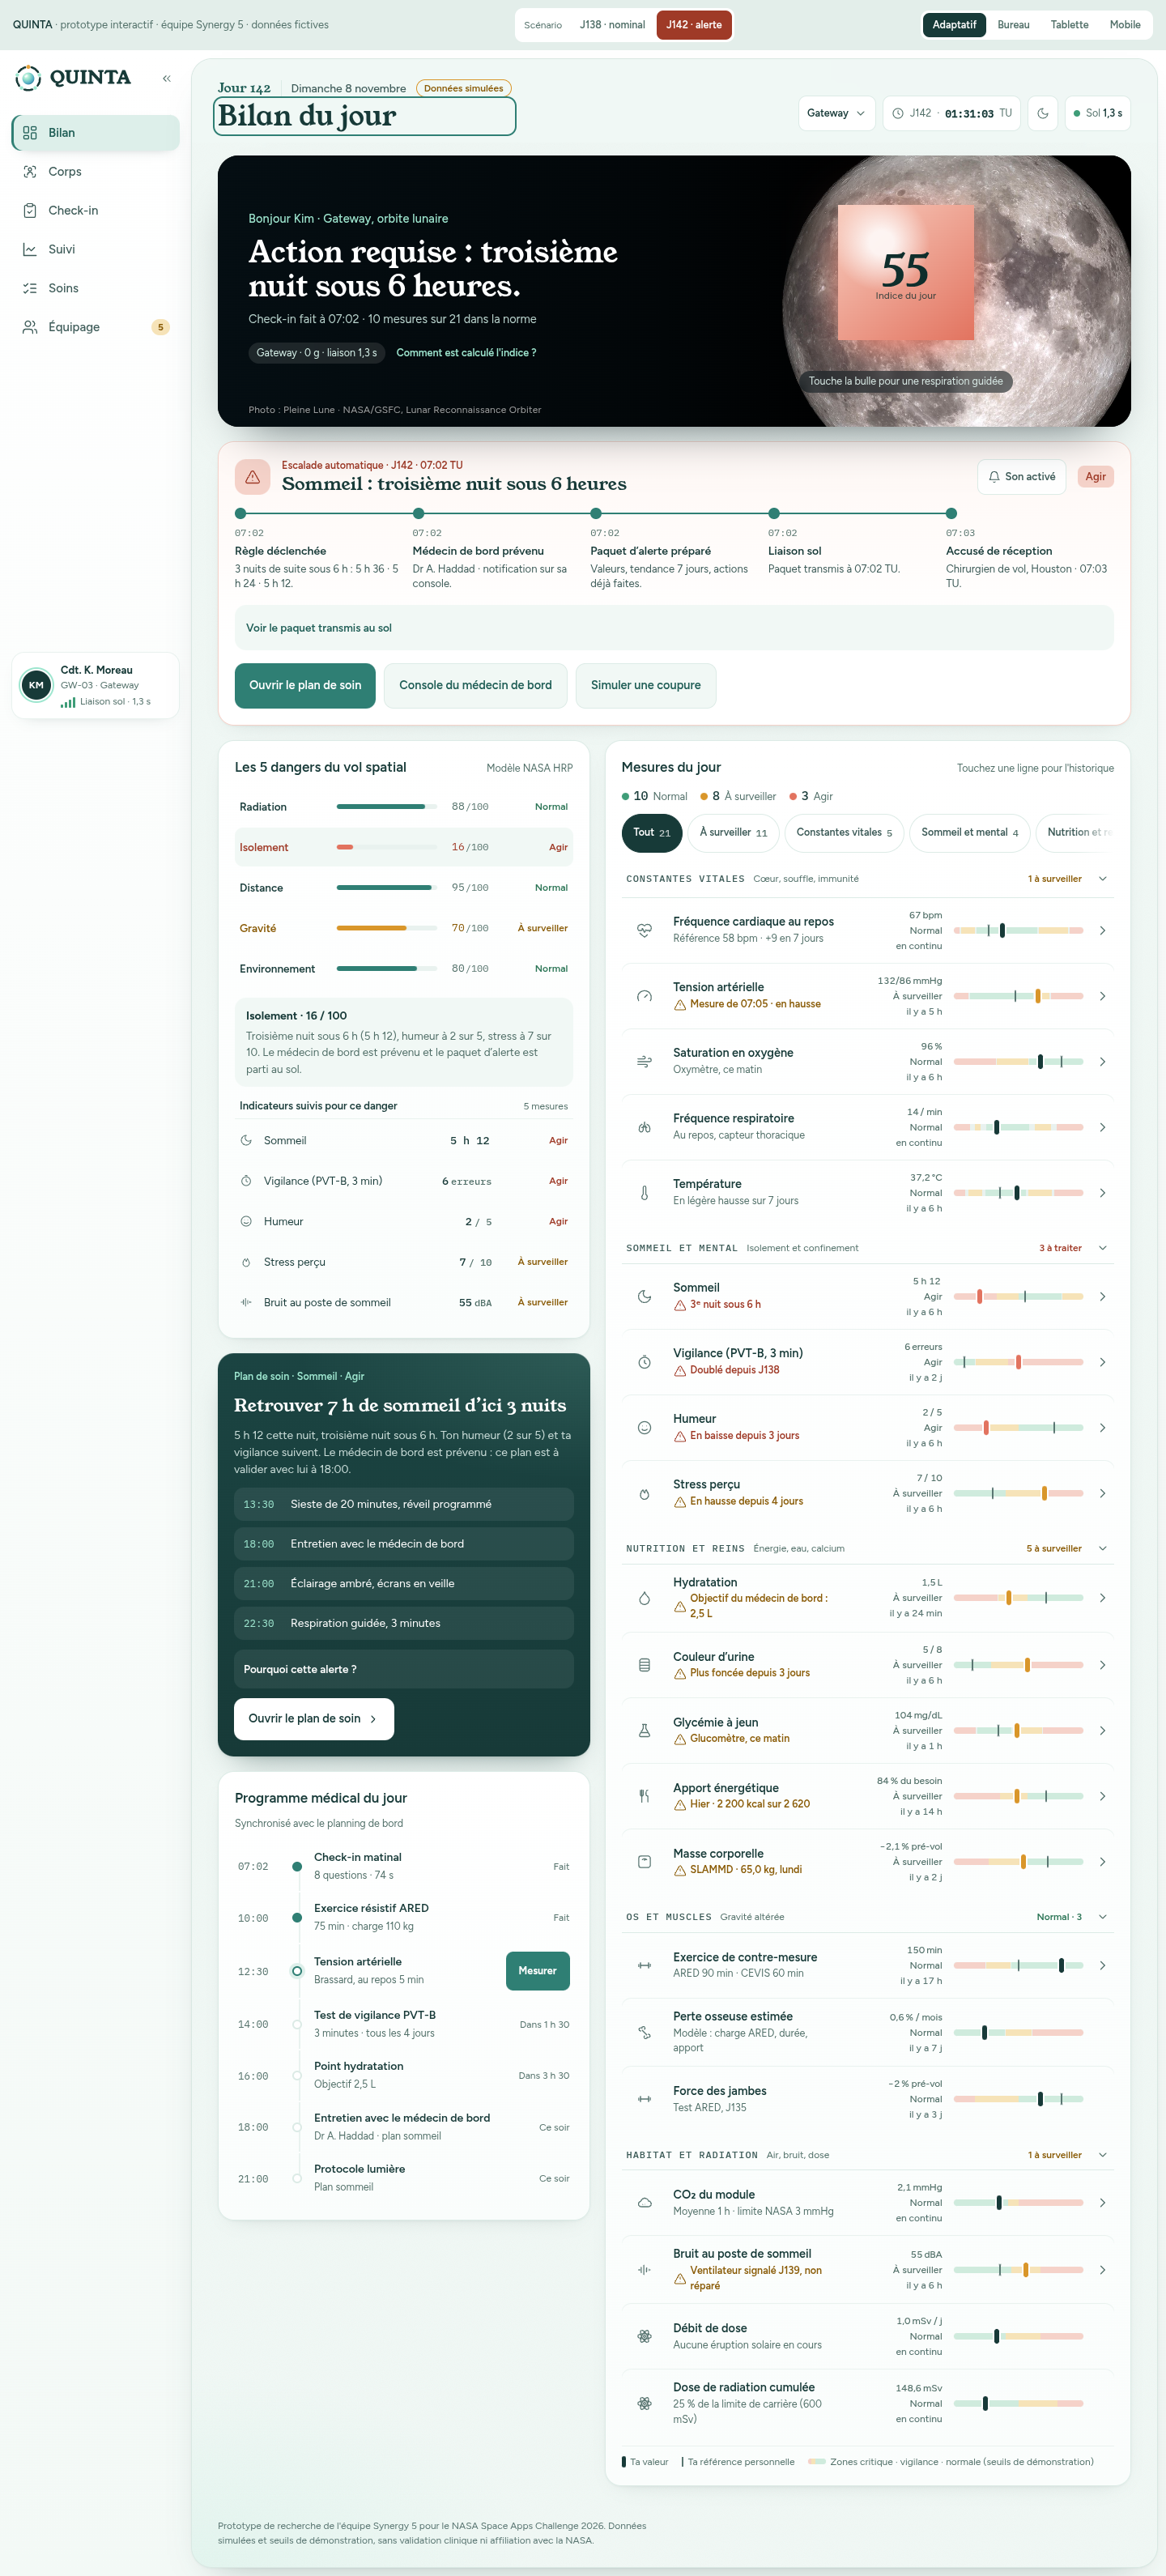 QUINTA · prototype interactif · équipe Synergy 5 · données fictives
Scénario J138 · nominal J142 · alerte
Adaptatif Bureau Tablette Mobile
QUINTA
Bilan
Corps
Check-in
Suivi
Soins
Équipage 5
KM
Cdt. K. Moreau
GW-03 · Gateway
Liaison sol · 1,3 s
Jour 142 Dimanche 8 novembre Données simulées
Bilan du jour
Gateway J142 · 01:31:03 TU Sol 1,3 s
Bonjour Kim · Gateway, orbite lunaire
Action requise : troisième
nuit sous 6 heures.
Check-in fait à 07:02 · 10 mesures sur 21 dans la norme
Gateway · 0 g · liaison 1,3 s Comment est calculé l'indice ?
Photo : Pleine Lune · NASA/GSFC, Lunar Reconnaissance Orbiter
55
Indice du jour
Touche la bulle pour une respiration guidée
Escalade automatique · J142 · 07:02 TU
Sommeil : troisième nuit sous 6 heures
Son activé
Agir
07:02
Règle déclenchée
3 nuits de suite sous 6 h : 5 h 36 · 5
h 24 · 5 h 12.
07:02
Médecin de bord prévenu
Dr A. Haddad · notification sur sa
console.
07:02
Paquet d’alerte préparé
Valeurs, tendance 7 jours, actions
déjà faites.
07:02
Liaison sol
Paquet transmis à 07:02 TU.
07:03
Accusé de réception
Chirurgien de vol, Houston · 07:03
TU.
Voir le paquet transmis au sol
Ouvrir le plan de soin Console du médecin de bord Simuler une coupure
Les 5 dangers du vol spatial Modèle NASA HRP
Radiation 88/100 Normal
Isolement 16/100 Agir
Distance 95/100 Normal
Gravité 70/100 À surveiller
Environnement 80/100 Normal
Isolement · 16 / 100
Troisième nuit sous 6 h (5 h 12), humeur à 2 sur 5, stress à 7 sur
10. Le médecin de bord est prévenu et le paquet d’alerte est
parti au sol.
Indicateurs suivis pour ce danger 5 mesures
Sommeil 5 h 12 Agir
Vigilance (PVT-B, 3 min) 6 erreurs Agir
Humeur 2 / 5 Agir
Stress perçu 7 / 10 À surveiller
Bruit au poste de sommeil 55 dBA À surveiller
Plan de soin · Sommeil · Agir
Retrouver 7 h de sommeil d’ici 3 nuits
5 h 12 cette nuit, troisième nuit sous 6 h. Ton humeur (2 sur 5) et ta
vigilance suivent. Le médecin de bord est prévenu : ce plan est à
valider avec lui à 18:00.
13:30 Sieste de 20 minutes, réveil programmé
18:00 Entretien avec le médecin de bord
21:00 Éclairage ambré, écrans en veille
22:30 Respiration guidée, 3 minutes
Pourquoi cette alerte ?
Ouvrir le plan de soin
Programme médical du jour
Synchronisé avec le planning de bord
07:02 Check-in matinal Fait
8 questions · 74 s
10:00 Exercice résistif ARED Fait
75 min · charge 110 kg
12:30 Tension artérielle Mesurer
Brassard, au repos 5 min
14:00 Test de vigilance PVT-B Dans 1 h 30
3 minutes · tous les 4 jours
16:00 Point hydratation Dans 3 h 30
Objectif 2,5 L
18:00 Entretien avec le médecin de bord Ce soir
Dr A. Haddad · plan sommeil
21:00 Protocole lumière Ce soir
Plan sommeil
Mesures du jour Touchez une ligne pour l'historique
10 Normal 8 À surveiller 3 Agir
Tout 21 À surveiller 11 Constantes vitales 5 Sommeil et mental 4 Nutrition et
CONSTANTES VITALES Cœur, souffle, immunité 1 à surveiller
Fréquence cardiaque au repos
Référence 58 bpm · +9 en 7 jours
67 bpm
Normal
en continu
Tension artérielle
Mesure de 07:05 · en hausse
132/86 mmHg
À surveiller
il y a 5 h
Saturation en oxygène
Oxymètre, ce matin
96 %
Normal
il y a 6 h
Fréquence respiratoire
Au repos, capteur thoracique
14 / min
Normal
en continu
Température
En légère hausse sur 7 jours
37,2 °C
Normal
il y a 6 h
SOMMEIL ET MENTAL Isolement et confinement 3 à traiter
Sommeil
3ᵉ nuit sous 6 h
5 h 12
Agir
il y a 6 h
Vigilance (PVT-B, 3 min)
Doublé depuis J138
6 erreurs
Agir
il y a 2 j
Humeur
En baisse depuis 3 jours
2 / 5
Agir
il y a 6 h
Stress perçu
En hausse depuis 4 jours
7 / 10
À surveiller
il y a 6 h
NUTRITION ET REINS Énergie, eau, calcium 5 à surveiller
Hydratation
Objectif du médecin de bord :
2,5 L
1,5 L
À surveiller
il y a 24 min
Couleur d’urine
Plus foncée depuis 3 jours
5 / 8
À surveiller
il y a 6 h
Glycémie à jeun
Glucomètre, ce matin
104 mg/dL
À surveiller
il y a 1 h
Apport énergétique
Hier · 2 200 kcal sur 2 620
84 % du besoin
À surveiller
il y a 14 h
Masse corporelle
SLAMMD · 65,0 kg, lundi
−2,1 % pré-vol
À surveiller
il y a 2 j
OS ET MUSCLES Gravité altérée Normal · 3
Exercice de contre-mesure
ARED 90 min · CEVIS 60 min
150 min
Normal
il y a 17 h
Perte osseuse estimée
Modèle : charge ARED, durée,
apport
0,6 % / mois
Normal
il y a 7 j
Force des jambes
Test ARED, J135
−2 % pré-vol
Normal
il y a 3 j
HABITAT ET RADIATION Air, bruit, dose 1 à surveiller
CO₂ du module
Moyenne 1 h · limite NASA 3 mmHg
2,1 mmHg
Normal
en continu
Bruit au poste de sommeil
Ventilateur signalé J139, non
réparé
55 dBA
À surveiller
il y a 6 h
Débit de dose
Aucune éruption solaire en cours
1,0 mSv / j
Normal
en continu
Dose de radiation cumulée
25 % de la limite de carrière (600
mSv)
148,6 mSv
Normal
en continu
Ta valeur Ta référence personnelle Zones critique · vigilance · normale (seuils de démonstration)
Prototype de recherche de l'équipe Synergy 5 pour le NASA Space Apps Challenge 2026. Données
simulées et seuils de démonstration, sans validation clinique ni affiliation avec la NASA.